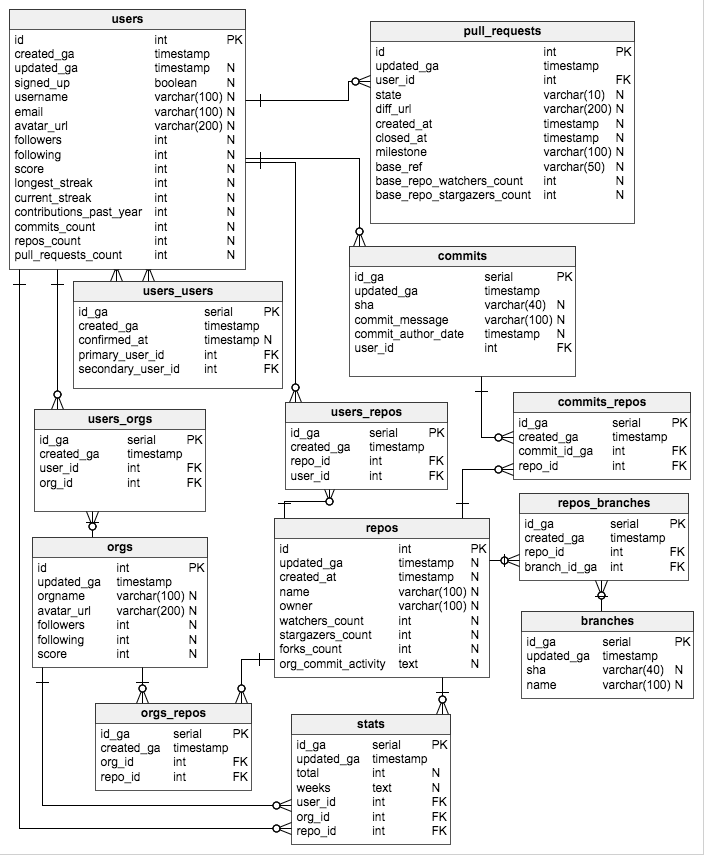 users
id int PK
created_ga timestamp
updated_ga timestamp N
signed_up boolean N
username varchar(100) N
email varchar(100) N
avatar_url varchar(200) N
followers int N
following int N
score int N
longest_streak int N
current_streak int N
contributions_past_year int N
commits_count int N
repos_count int N
pull_requests_count int N
pull_requests
id int PK
updated_ga timestamp
user_id int FK
state varchar(10) N
diff_url varchar(200) N
created_at timestamp N
closed_at timestamp N
milestone varchar(100) N
base_ref varchar(50) N
base_repo_watchers_count int N
base_repo_stargazers_count int N
commits
id_ga serial PK
updated_ga timestamp
sha varchar(40) N
commit_message varchar(100) N
commit_author_date timestamp N
user_id int FK
users_users
id_ga serial PK
created_ga timestamp
confirmed_at timestamp N
primary_user_id int FK
secondary_user_id int FK
users_orgs
id_ga serial PK
created_ga timestamp
user_id int FK
org_id int FK
users_repos
id_ga serial PK
created_ga timestamp
repo_id int FK
user_id int FK
commits_repos
id_ga serial PK
created_ga timestamp
commit_id_ga int FK
repo_id int FK
repos_branches
id_ga serial PK
created_ga timestamp
repo_id int FK
branch_id_ga int FK
orgs
id int PK
updated_ga timestamp
orgname varchar(100) N
avatar_url varchar(200) N
followers int N
following int N
score int N
repos
id int PK
updated_ga timestamp N
created_at timestamp N
name varchar(100) N
owner varchar(100) N
watchers_count int N
stargazers_count int N
forks_count int N
org_commit_activity text N
branches
id_ga serial PK
updated_ga timestamp
sha varchar(40) N
name varchar(100) N
orgs_repos
id_ga serial PK
created_ga timestamp
org_id int FK
repo_id int FK
stats
id_ga serial PK
updated_ga timestamp
total int N
weeks text N
user_id int FK
org_id int FK
repo_id int FK